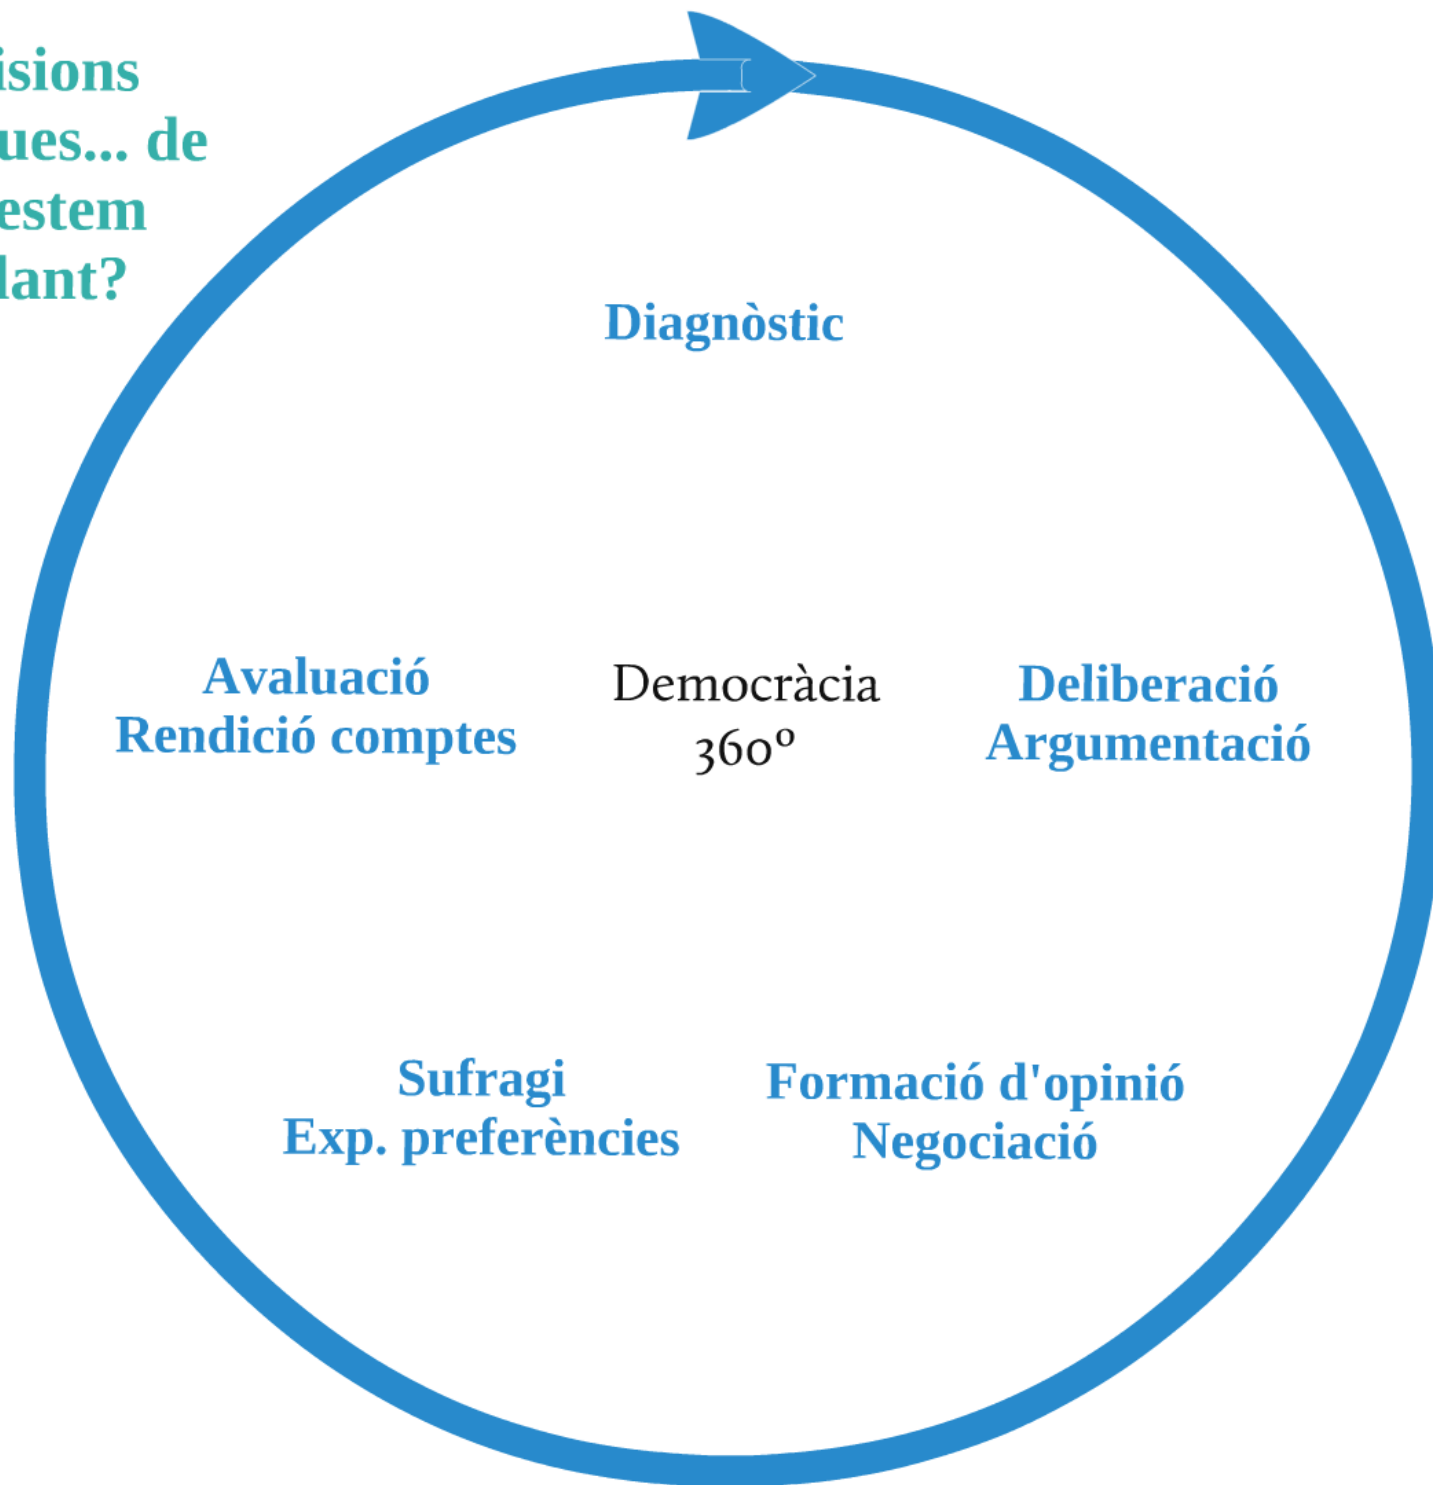 isions
ues... de
estem
lant?
Diagnòstic
Avaluació
Rendició comptes
Democràcia
360º
Deliberació
Argumentació
Sufragi
Exp. preferències
Formació d'opinió
Negociació